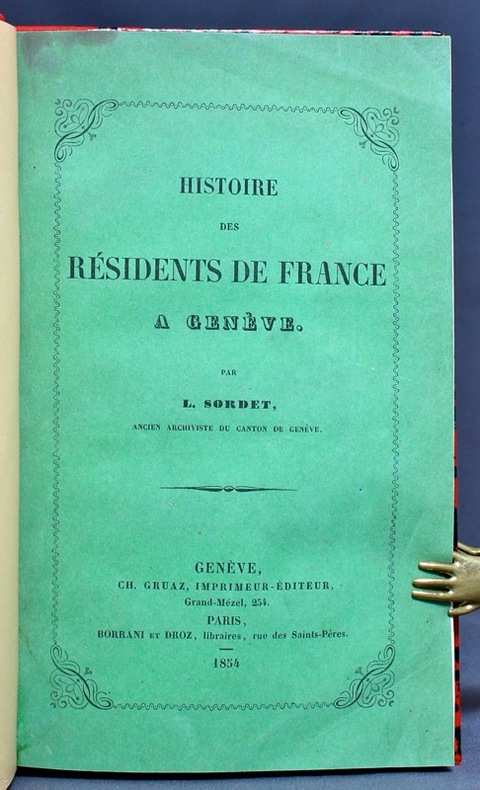 HISTOIRE
DES
RÉSIDENTS DE FRANCE
A GENÈVE.
PAR
L. SORDET,
ANCIEN ARCHIVISTE DU CANTON DE GENÈVE.
GENÈVE,
CH. GRUAZ, IMPRIMEUR-ÉDITEUR,
Grand-Mézel, 254.
PARIS,
BORRANI ET DROZ, libraires, rue des Saints-Pères.
1854